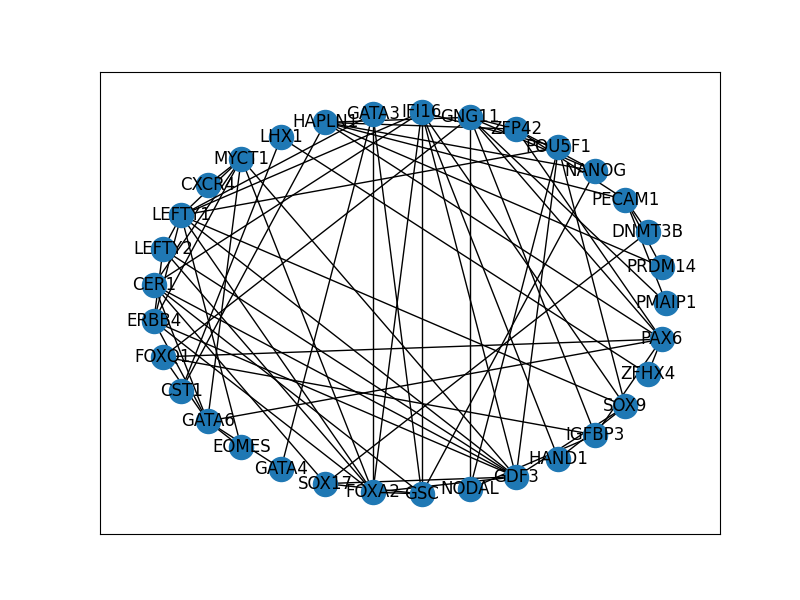 IFI16
GATA3
GNG11
HAPLN1
ZFP42
LHX1
POU5F1
MYCT1
NANOG
CXCR4
PECAM1
LEFTY1
DNMT3B
LEFTY2
PRDM14
CER1
PMAIP1
ERBB4
PAX6
FOXO1
ZFHX4
CST1
SOX9
GATA6
IGFBP3
EOMES
HAND1
GATA4
GDF3
SOX17
NODAL
FOXA2
GSC